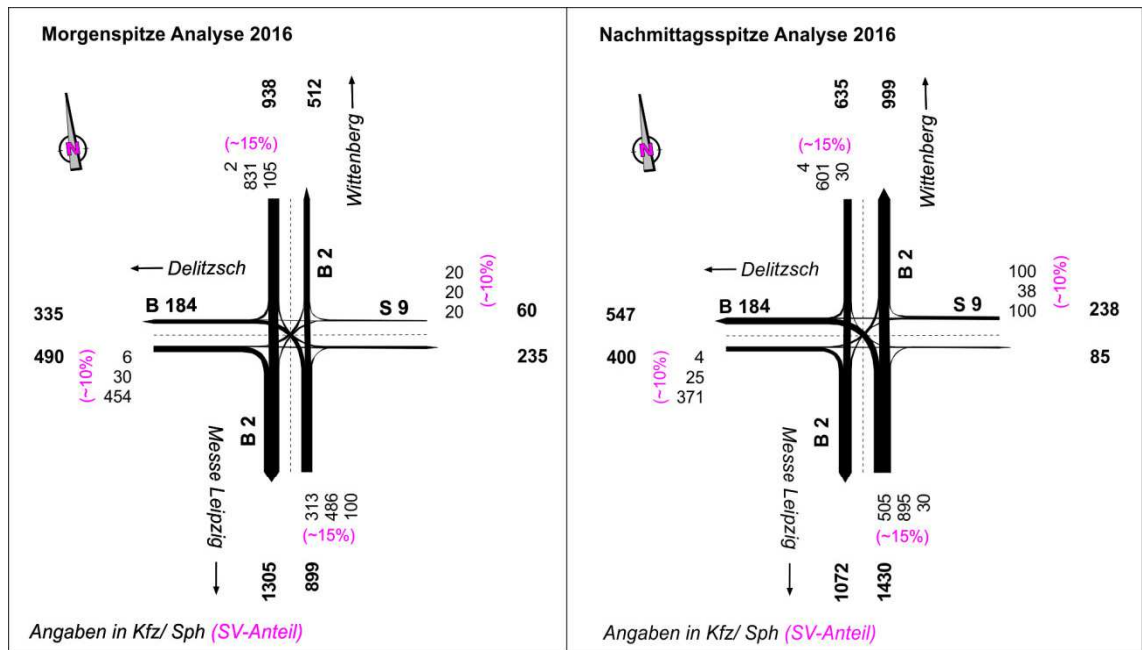 Morgenspitze Analyse 2016
938
512
(~15%)
2
831
105
Wittenberg
N
B 2
Delitzsch
B 184
S 9
20
20
20
(~10%)
335
60
490
235
(~10%)
6
30
454
B 2
Messe Leipzig
313
486
100
(~15%)
1305
899
Angaben in Kfz/ Sph (SV-Anteil)
Nachmittagsspitze Analyse 2016
635
999
(~15%)
4
601
30
Wittenberg
N
B 2
Delitzsch
B 184
S 9
100
38
100
(~10%)
547
238
400
85
(~10%)
4
25
371
B 2
Messe Leipzig
505
895
30
(~15%)
1072
1430
Angaben in Kfz/ Sph (SV-Anteil)